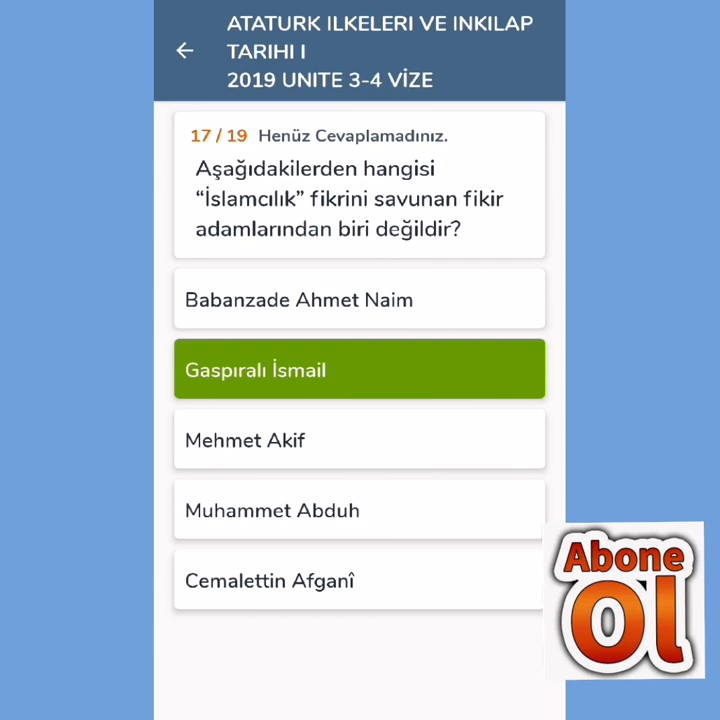 ATATURK ILKELERI VE INKILAP
TARIHI I
2019 UNITE 3-4 VİZE
17 / 19 Henüz Cevaplamadınız.
Aşağıdakilerden hangisi
“İslamcılık” fikrini savunan fikir
adamlarından biri değildir?
Babanzade Ahmet Naim
Gaspıralı İsmail
Mehmet Akif
Muhammet Abduh
Cemalettin Afganî
Abone
Ol